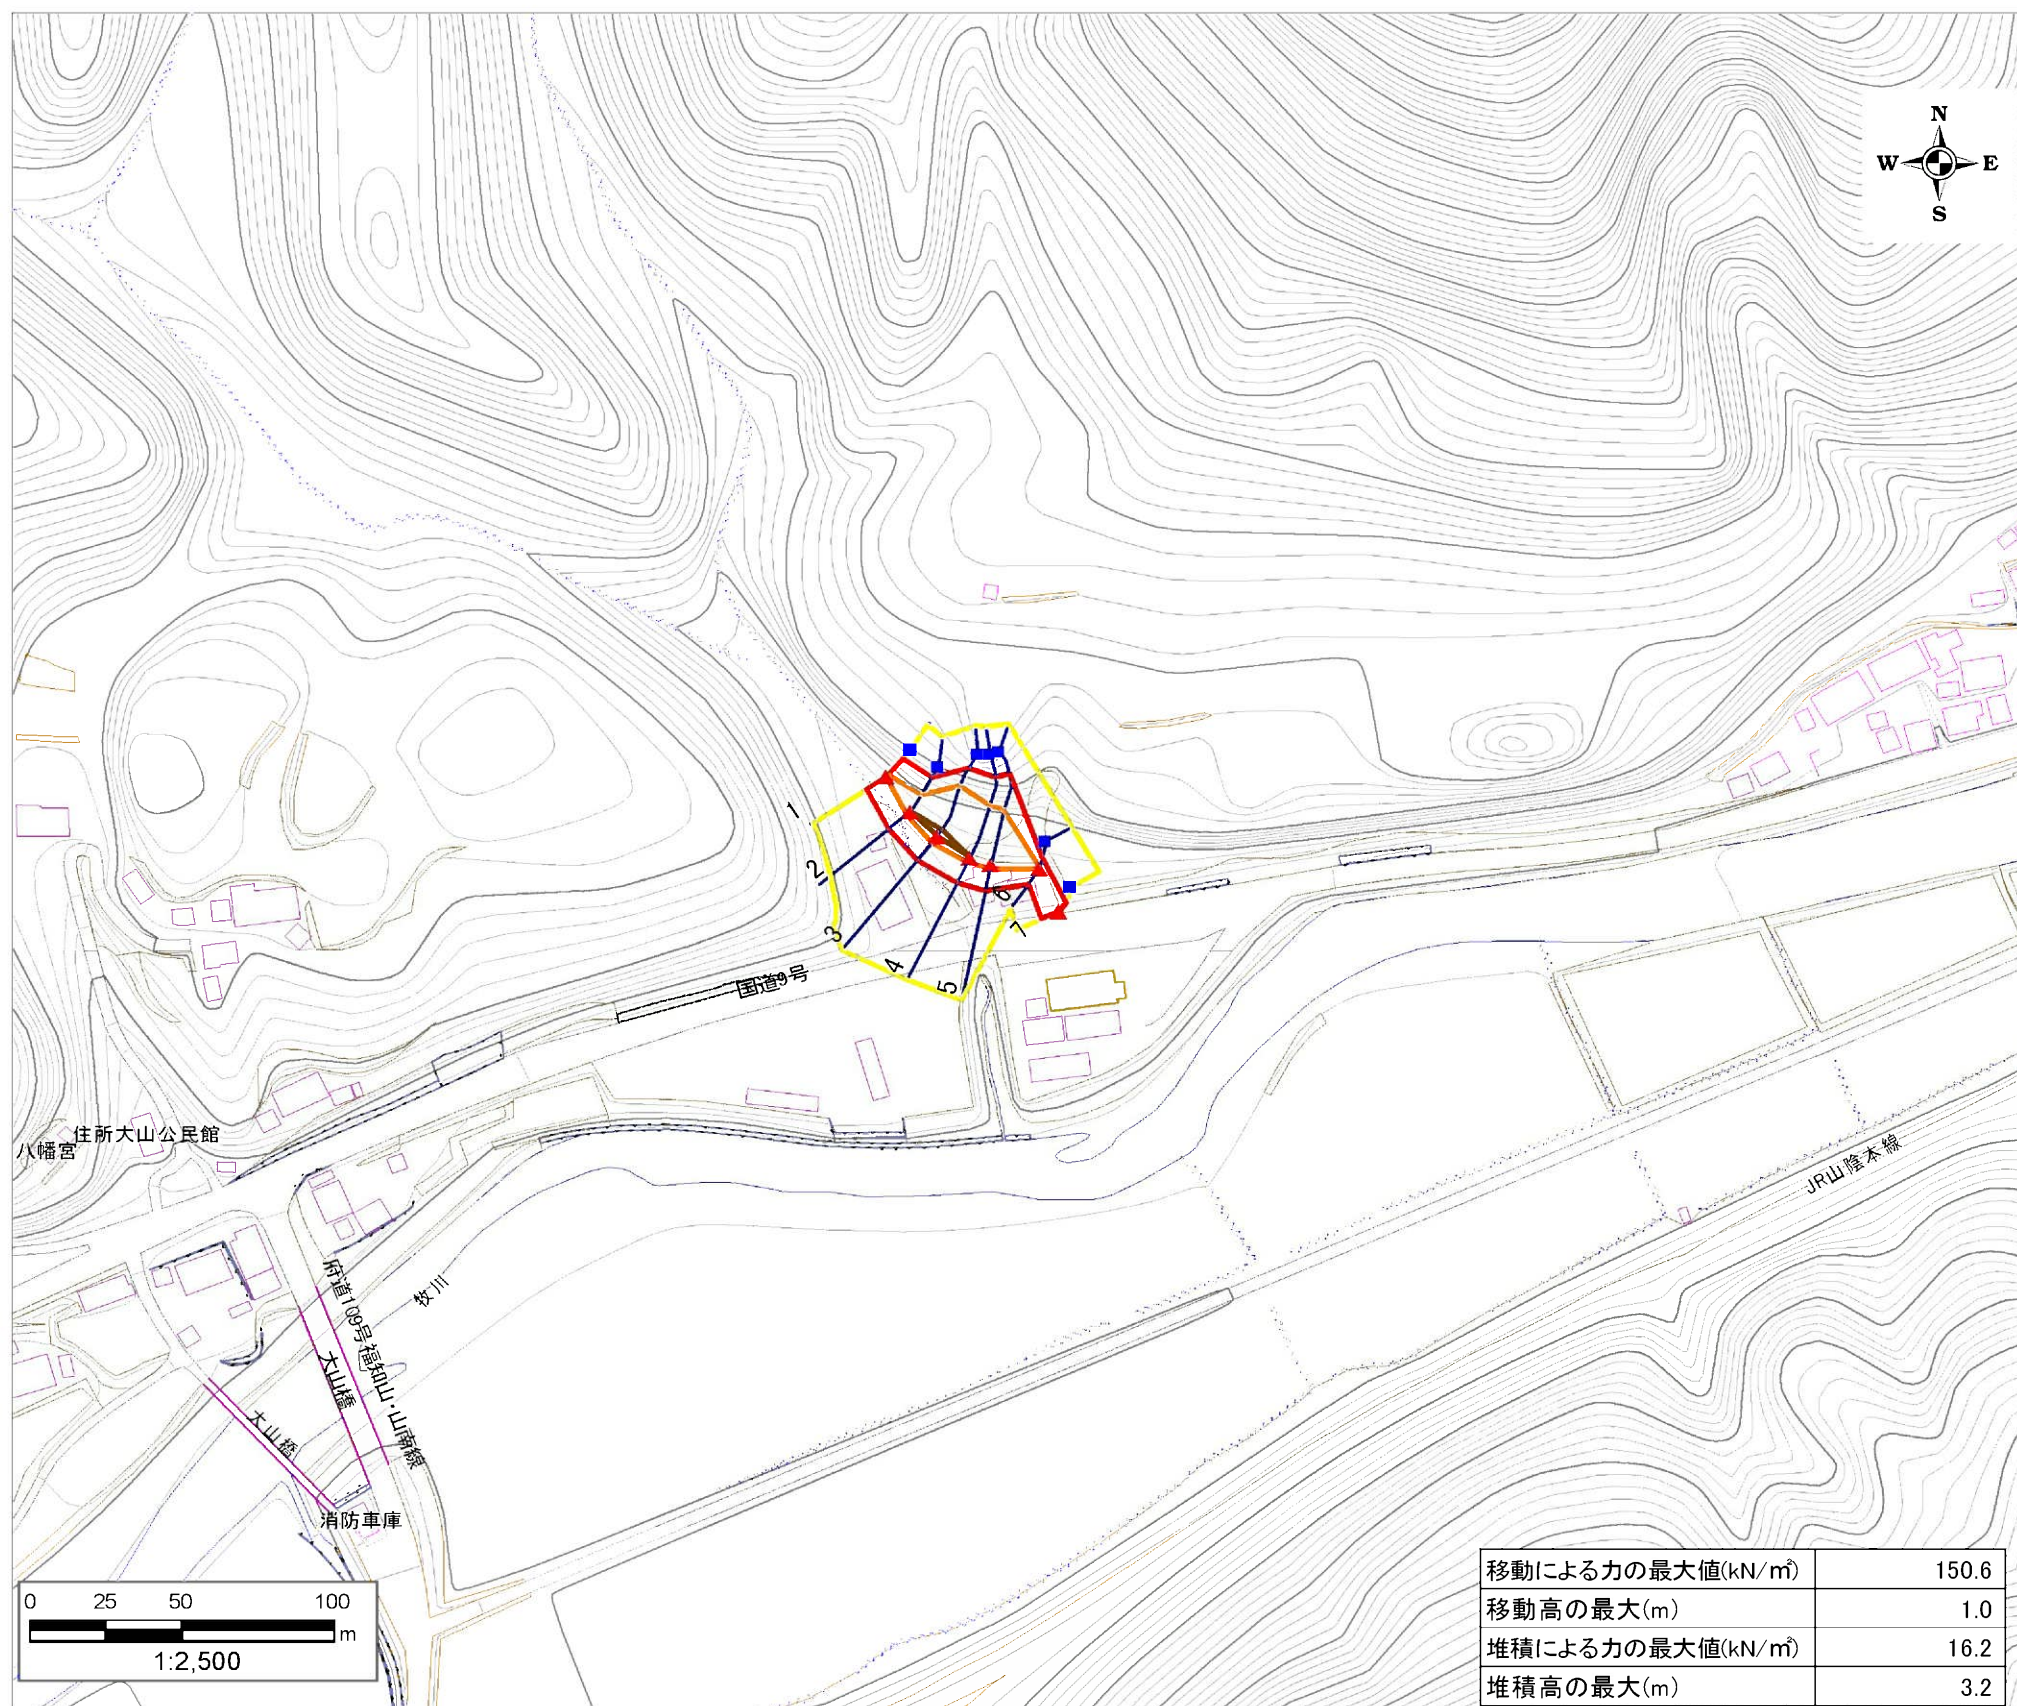 N
W E
S
1
2
3
4
5
6
7
国道9号
住所大山公民館
八幡宮
JR山陰本線
府道109号福知山・山南線
牧川
大山橋
大山橋
消防車庫
0 25 50 100
m
1:2,500
移動による力の最大値(kN/㎡) 150.6
移動高の最大(m) 1.0
堆積による力の最大値(kN/㎡) 16.2
堆積高の最大(m) 3.2